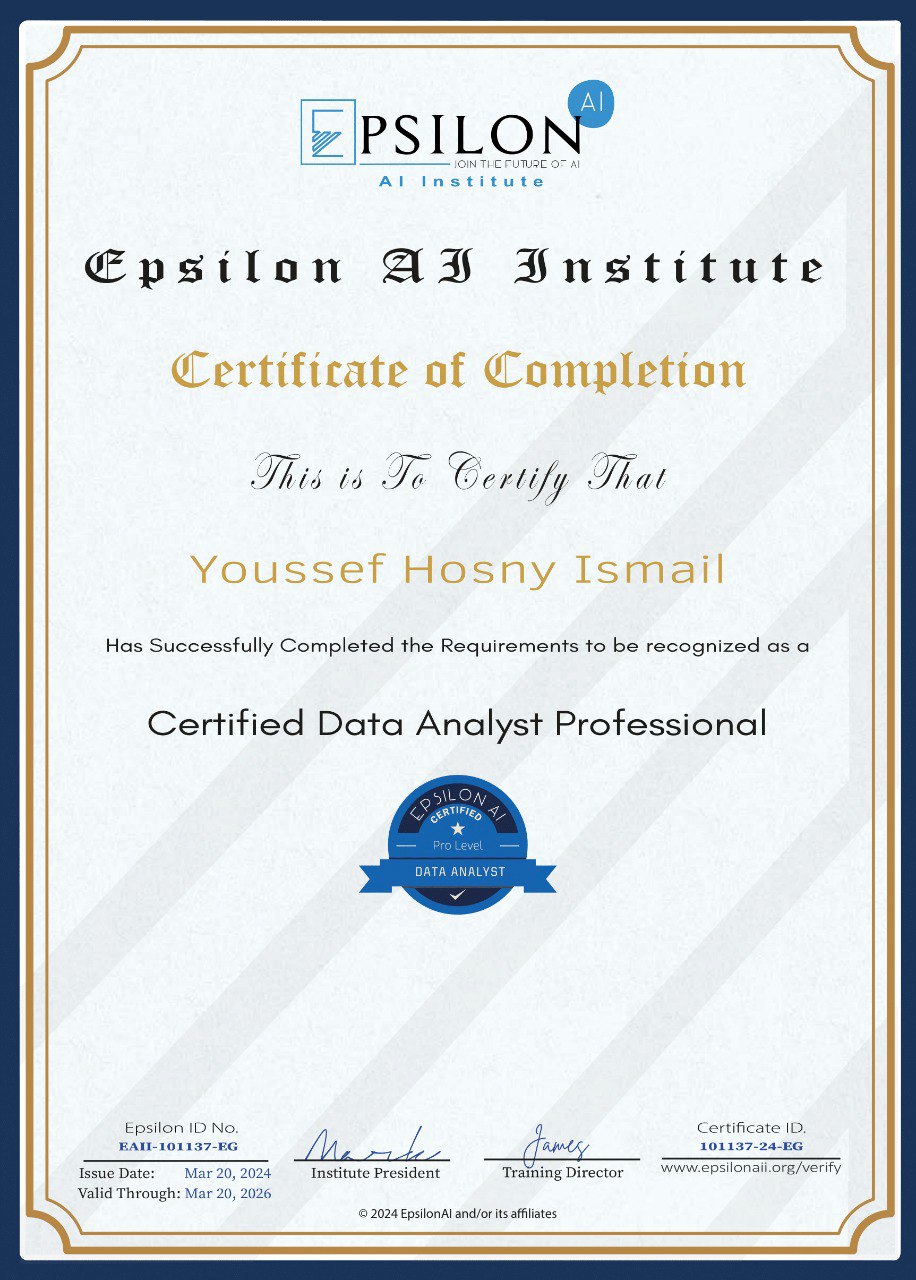 EPSILON AI
JOIN THE FUTURE OF AI
AI Institute
Epsilon AI Institute
Certificate of Completion
This is To Certify That
Youssef Hosny Ismail
Has Successfully Completed the Requirements to be recognized as a
Certified Data Analyst Professional
EPSILON AI
CERTIFIED
Pro Level
DATA ANALYST
Epsilon ID No.
EAII-101137-EG
Issue Date: Mar 20, 2024
Valid Through: Mar 20, 2026
Institute President
James
Training Director
Certificate ID.
101137-24-EG
www.epsilonaii.org/verify
© 2024 EpsilonAI and/or its affiliates